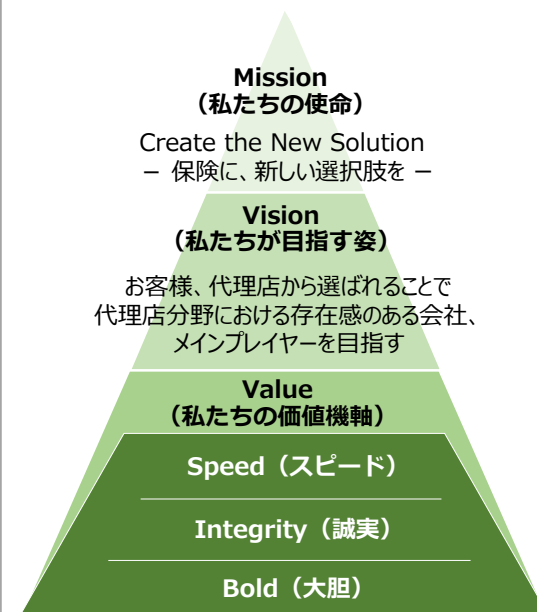 Mission
（私たちの使命）
Create the New Solution
－ 保険に、新しい選択肢を －
Vision
（私たちが目指す姿）
お客様、代理店から選ばれることで
代理店分野における存在感のある会社、
メインプレイヤーを目指す
Value
（私たちの価値機軸）
Speed（スピード）
Integrity（誠実）
Bold（大胆）